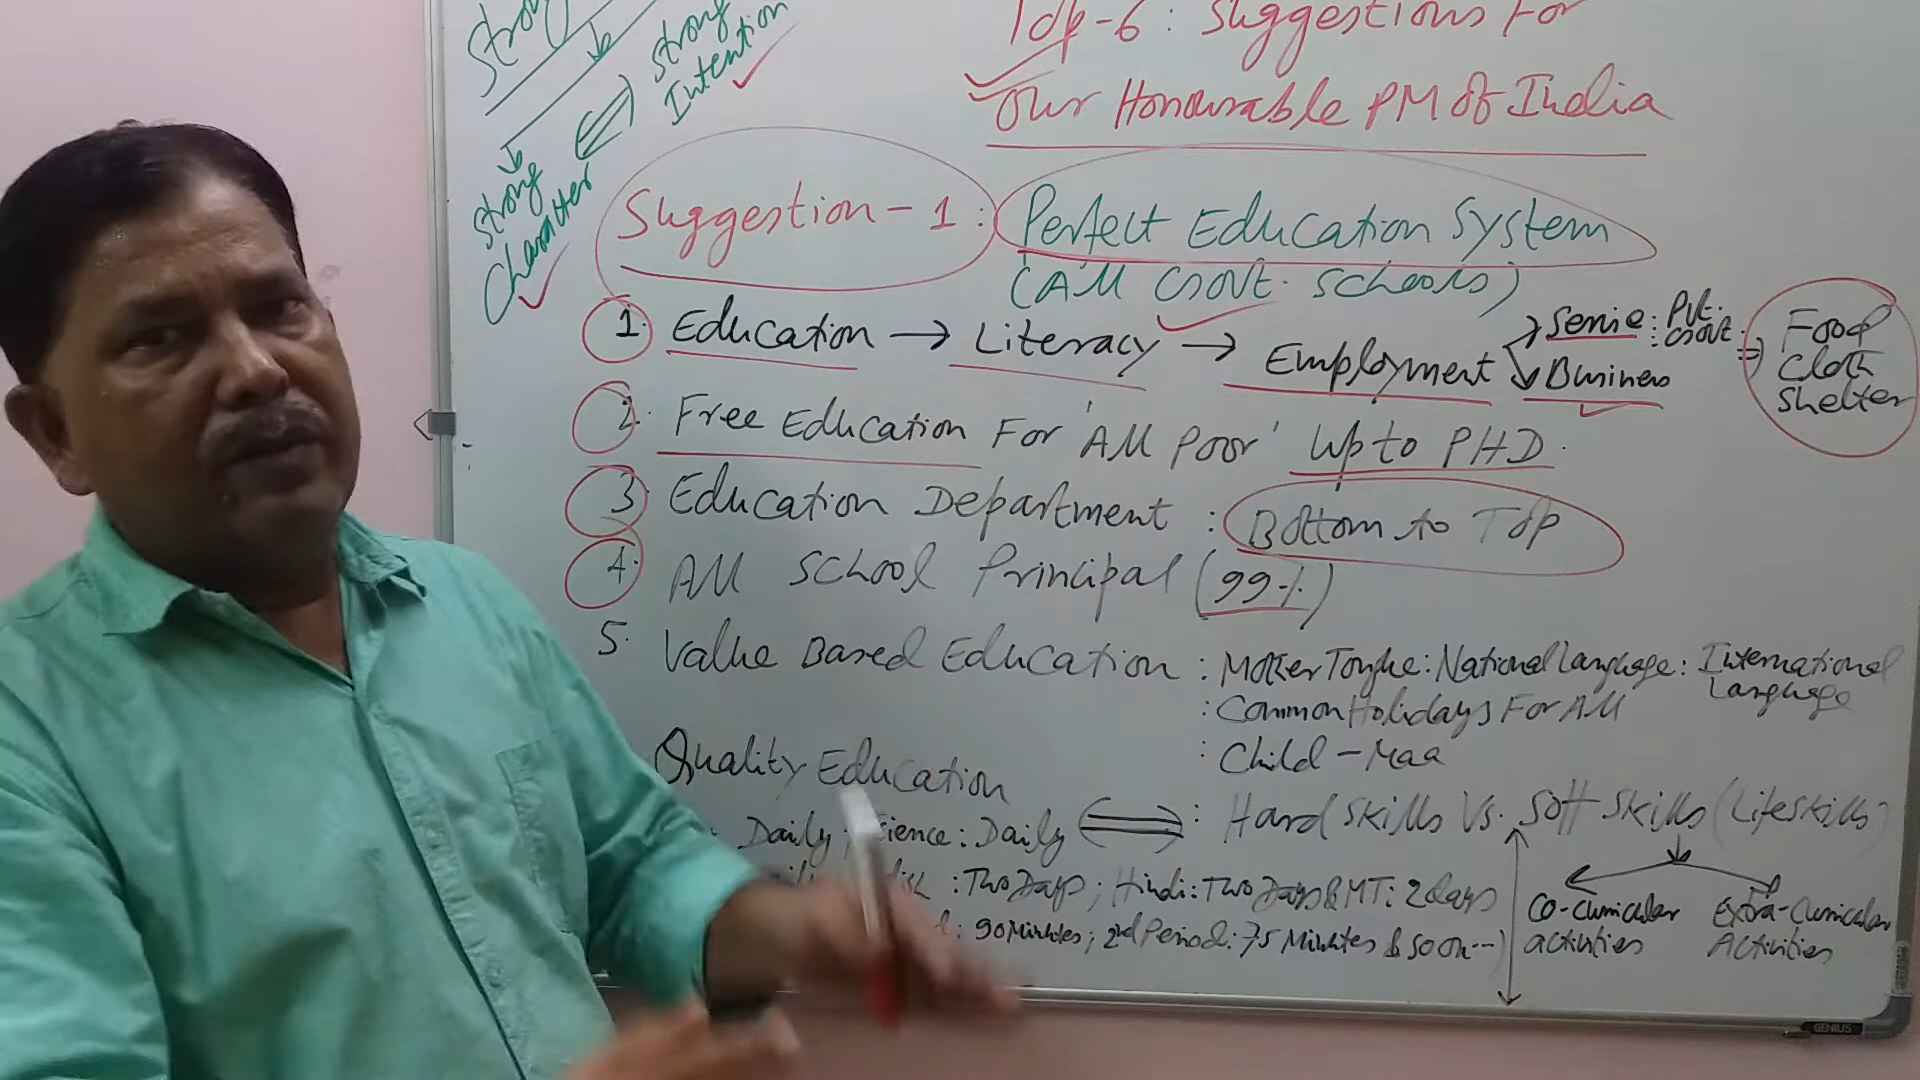 Strong
Strong
Intention
Strong
Character
Top-6: Suggestions For
Our Honourable PM of India
Suggestion-1: Perfect Education System
(All Govt. Schools)
1. Education → Literacy → Employment
Service: Pvt.
: Govt.
Business
⇒ Food
Cloth
Shelter
2. Free Education For 'All Poor' Upto PHD.
3. Education Department : Bottom to Top
4. All School Principal (99%)
5. Value Based Education : Mother Tongue: National Language: International
Language
: Common Holidays For All
: Child-Maa
Quality Education
: Daily; Science: Daily ⟺ : Hard Skills Vs. Soft Skills (Lifeskills)
: Two Days; Hindi: Two Days & MT: 2 days
: 90 Minutes; 2nd Period: 75 Minutes & so on--)
Co-Curricular
activities
Extra-Curricular
Activities
GENIUS